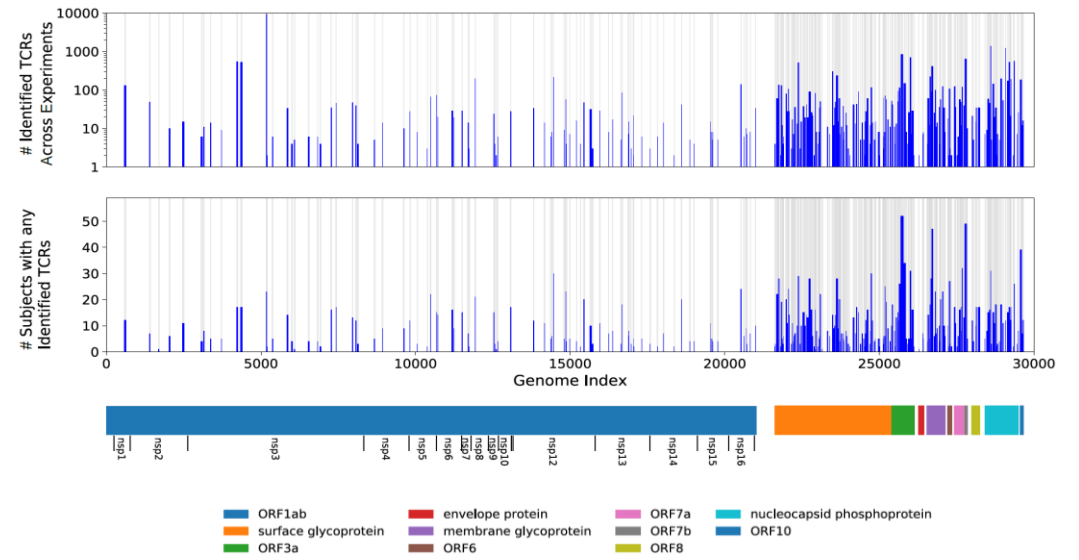 # Identified TCRs
Across Experiments
10000
1000
100
10
1
# Subjects with any
Identified TCRs
50
40
30
20
10
0
0 5000 10000 15000 20000 25000 30000
Genome Index
nsp1 nsp2 nsp3 nsp4 nsp5 nsp6 nsp7 nsp8 nsp9 nsp10 nsp12 nsp13 nsp14 nsp15 nsp16
ORF1ab envelope protein ORF7a nucleocapsid phosphoprotein
surface glycoprotein membrane glycoprotein ORF7b ORF10
ORF3a ORF6 ORF8